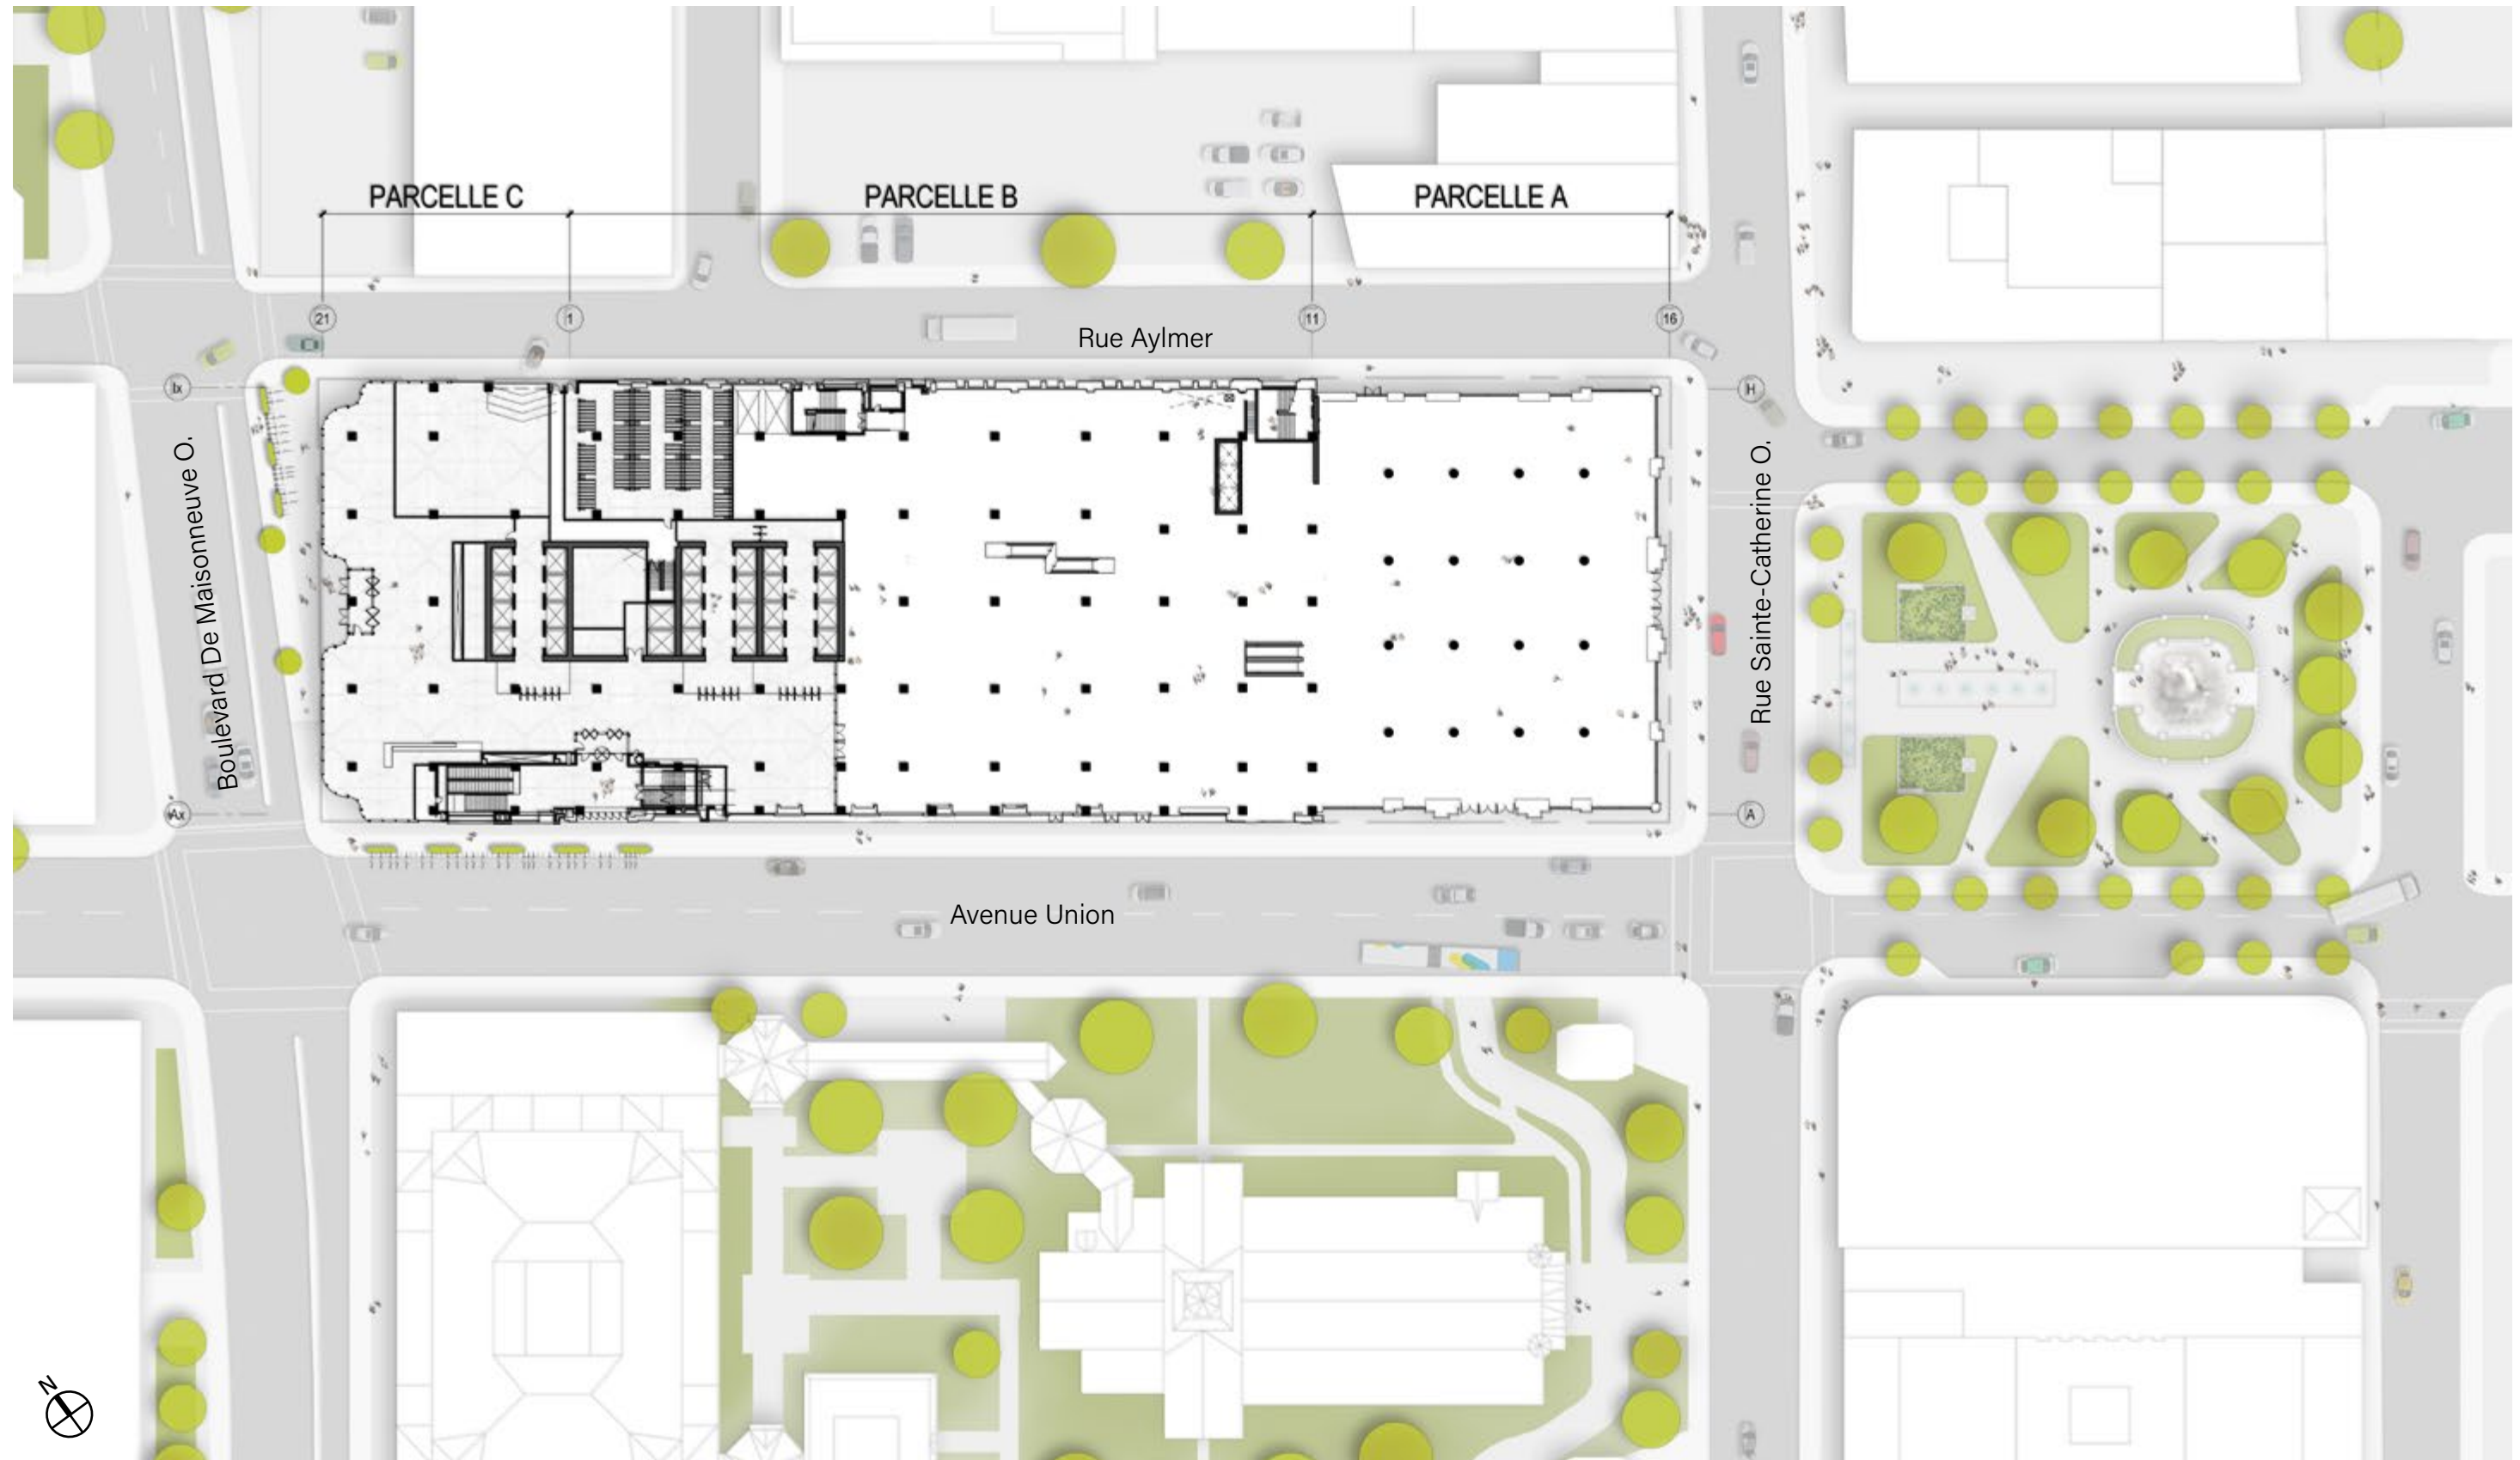 PARCELLE C
PARCELLE B
PARCELLE A
21
1
11
16
Rue Aylmer
Ix
H
Boulevard De Maisonneuve O.
Rue Sainte-Catherine O.
Ax
A
Avenue Union
N